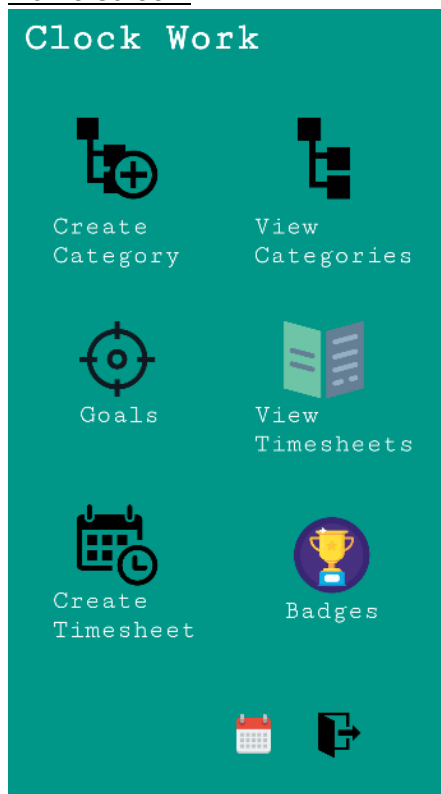 Clock Work
Create
Category
View
Categories
Goals
View
Timesheets
Create
Timesheet
Badges